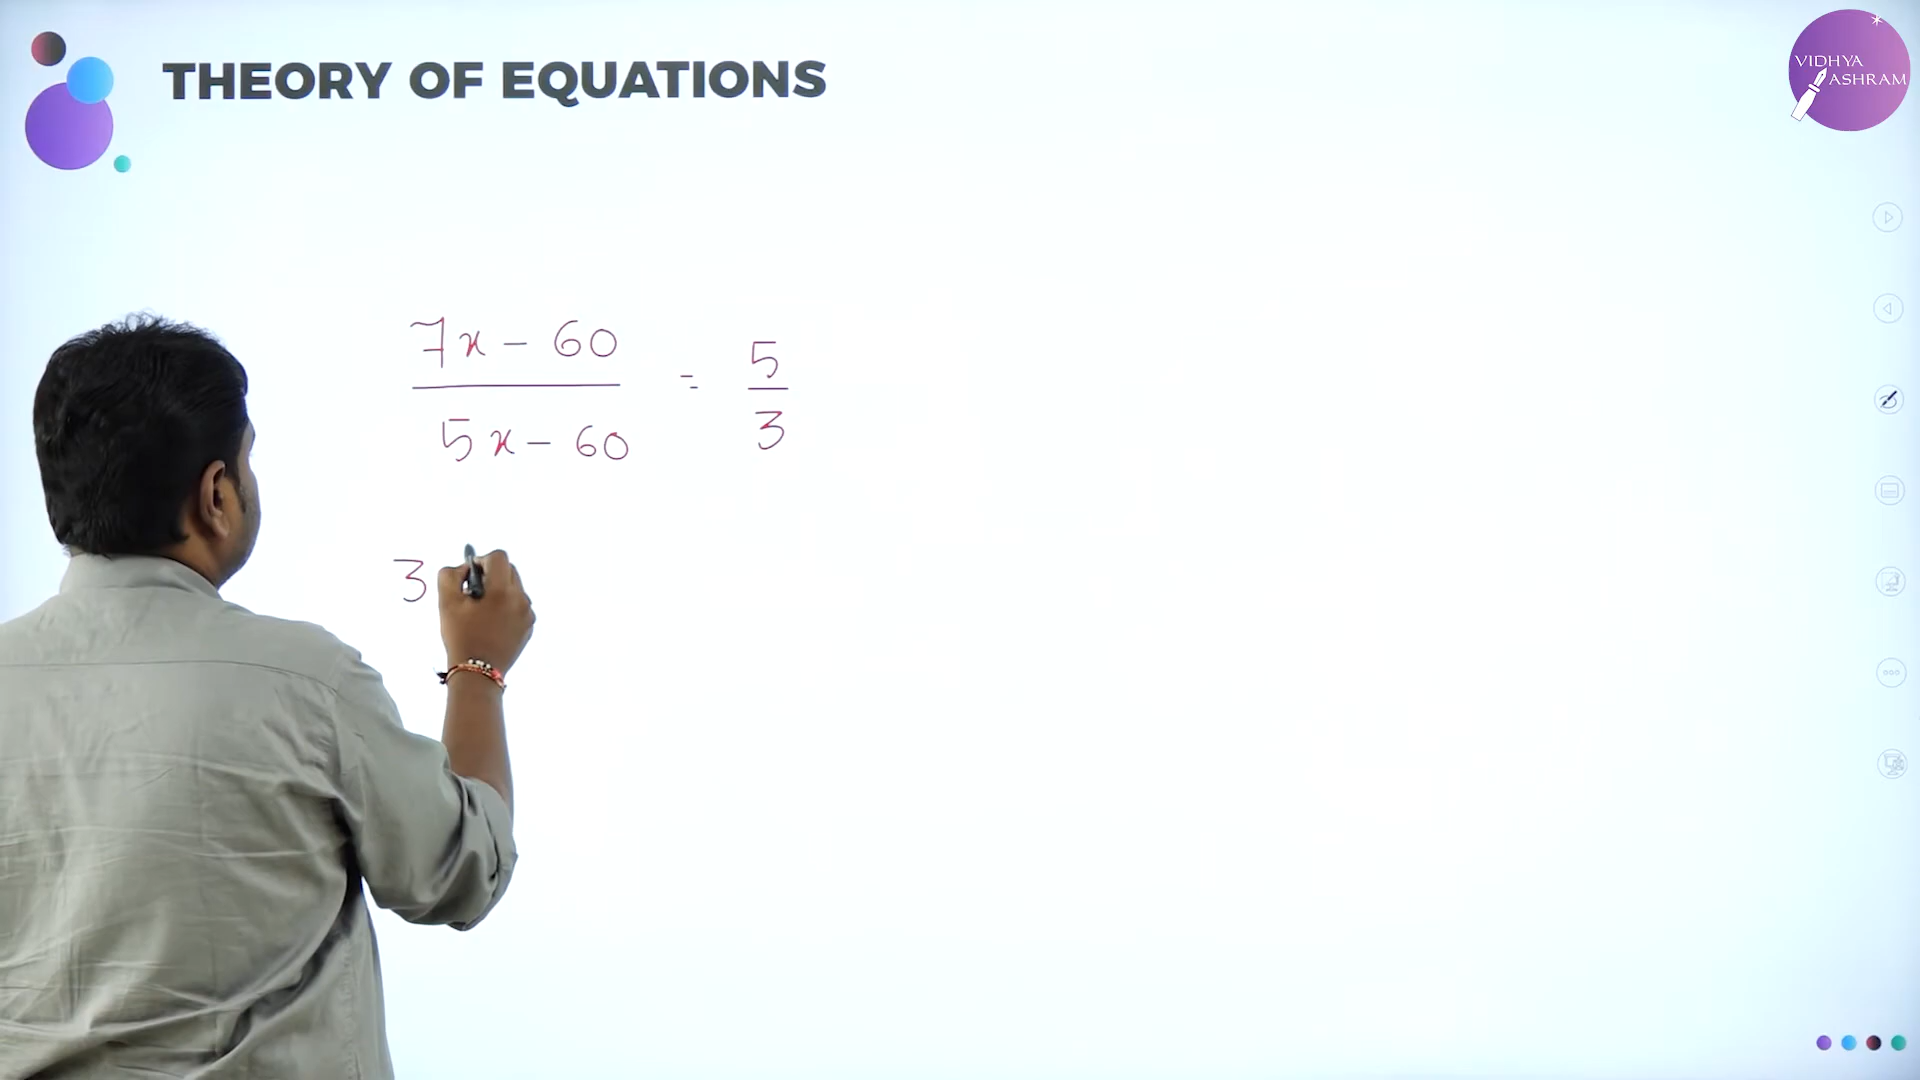 THEORY OF EQUATIONS
VIDHYA
ASHRAM
7x - 60
5x - 60
=
5
3
3